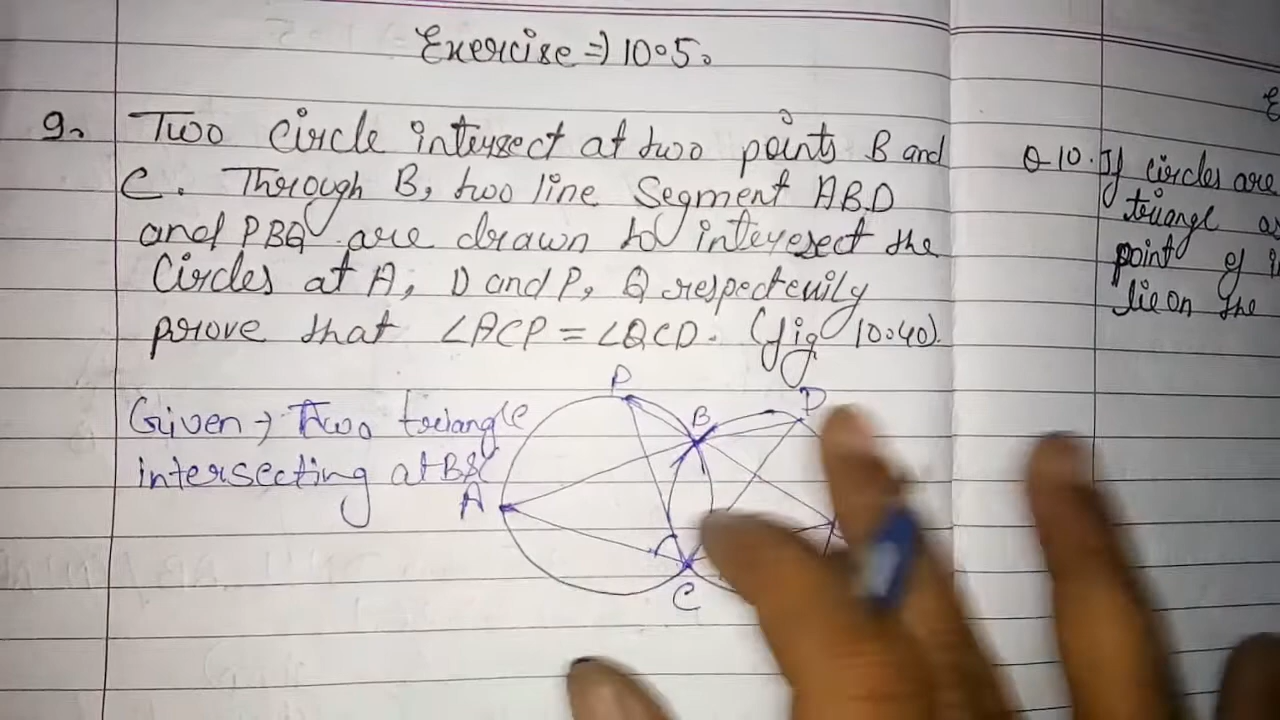 Exercise ⇒ 10.5.
9. Two circle intersect at two points B and
C. Through B, two line segment ABD
and PBQ are drawn to intersect the
Circles at A, D and P, Q respectenily
prove that ∠ACP = ∠QCD. (fig 10.40).
Given → Two triangle
intersecting at B&C
P
B
D
A
C
Q-10. If circles are
triangl
point of
lie on the